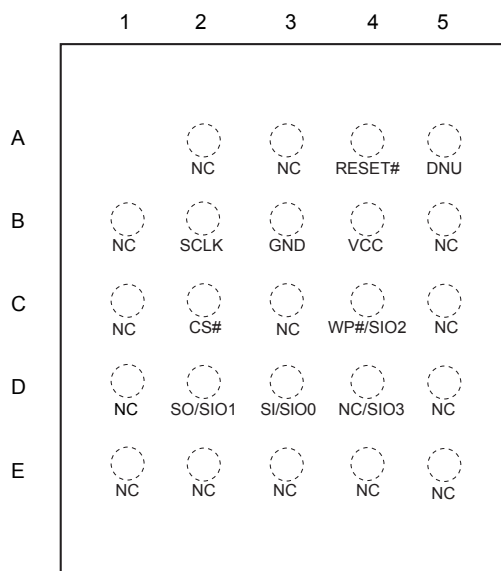 1 2 3 4 5
A
NC NC RESET# DNU
B
NC SCLK GND VCC NC
C
NC CS# NC WP#/SIO2 NC
D
NC SO/SIO1 SI/SIO0 NC/SIO3 NC
E
NC NC NC NC NC